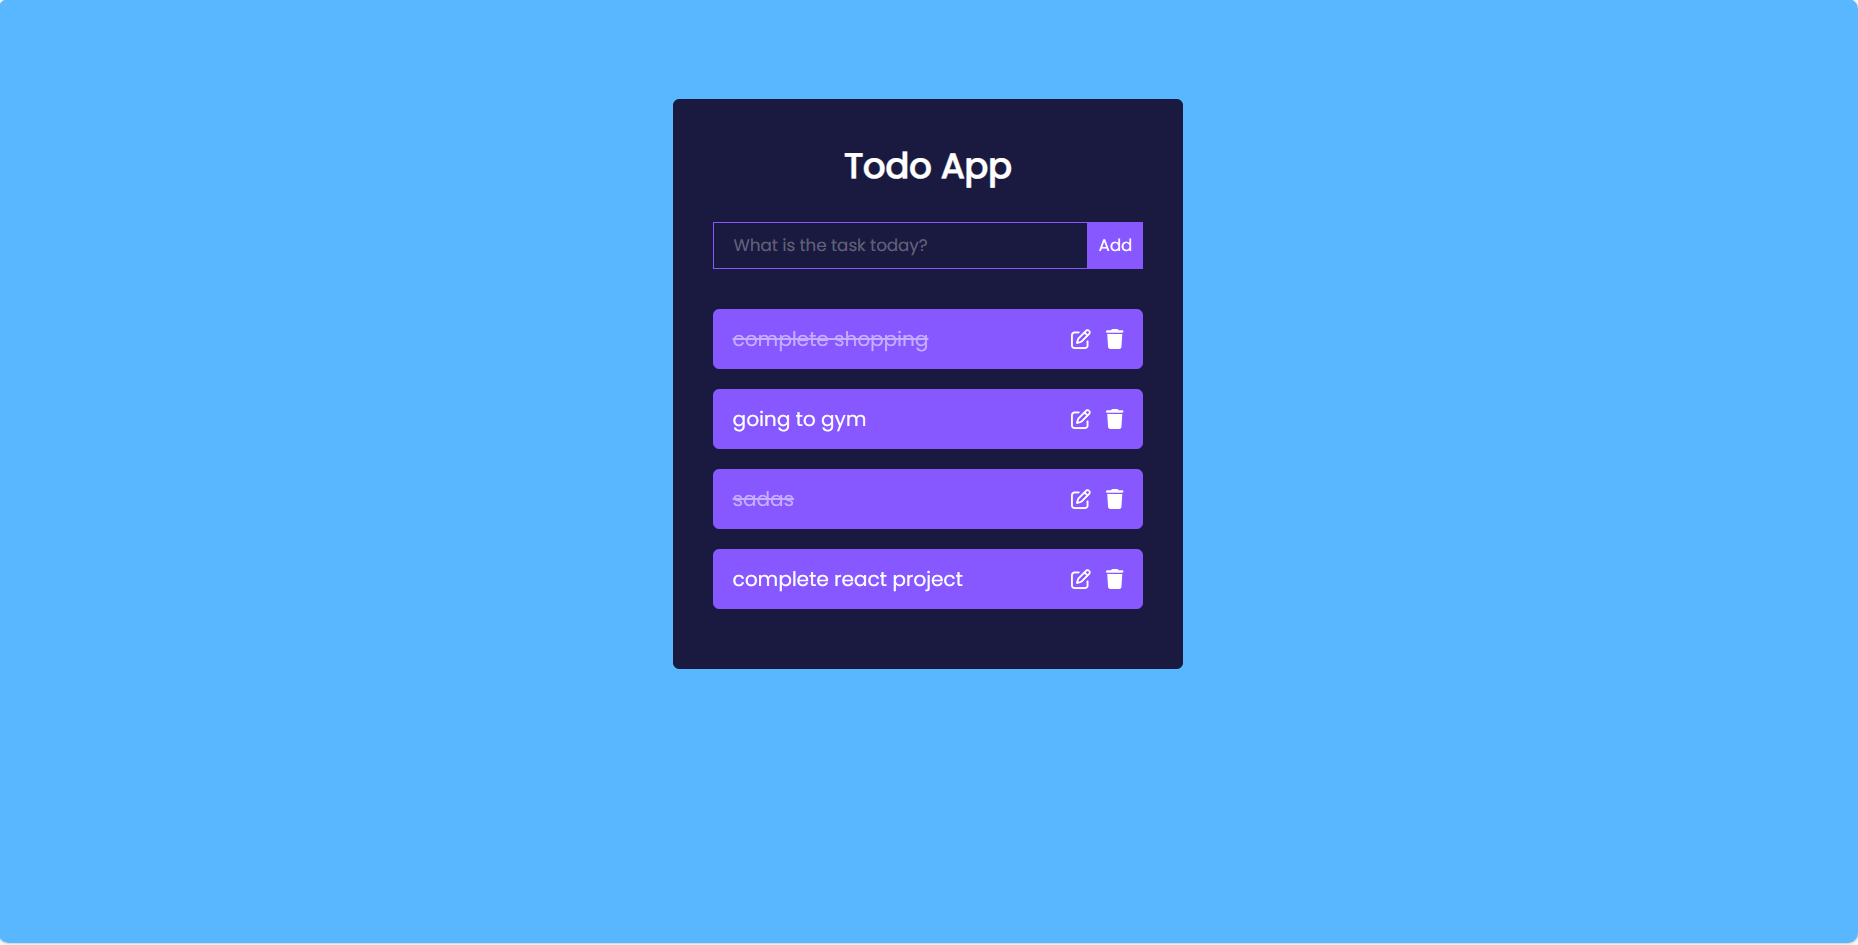 Todo App
What is the task today?
Add
complete shopping
going to gym
sadas
complete react project